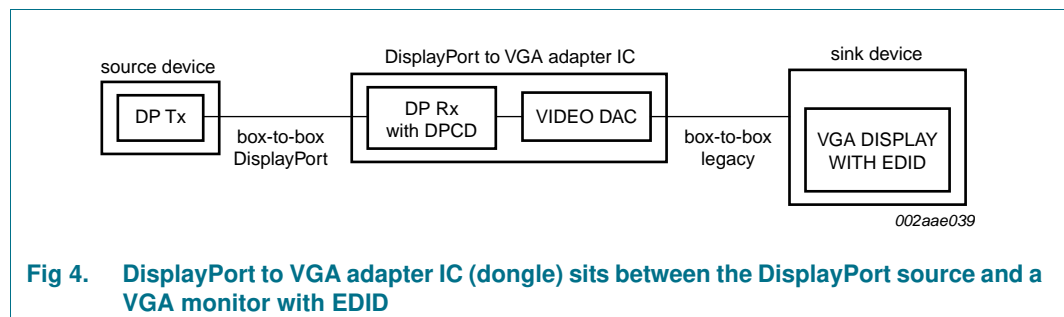 source device
DP Tx
box-to-box
DisplayPort
DisplayPort to VGA adapter IC
DP Rx
with DPCD
VIDEO DAC
box-to-box
legacy
sink device
VGA DISPLAY
WITH EDID
002aae039
Fig 4. DisplayPort to VGA adapter IC (dongle) sits between the DisplayPort source and a
VGA monitor with EDID